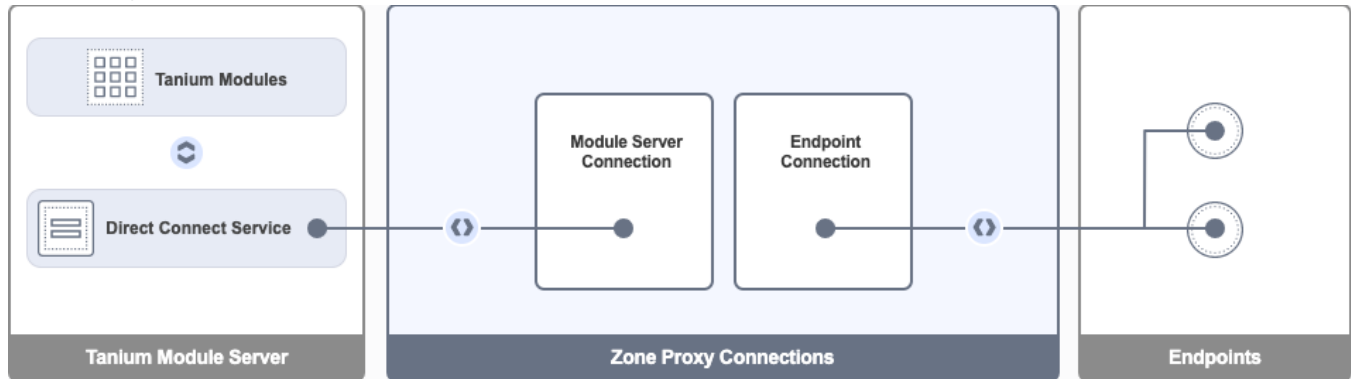 Tanium Modules
Direct Connect Service
Tanium Module Server
Module Server
Connection
Endpoint
Connection
Zone Proxy Connections
Endpoints